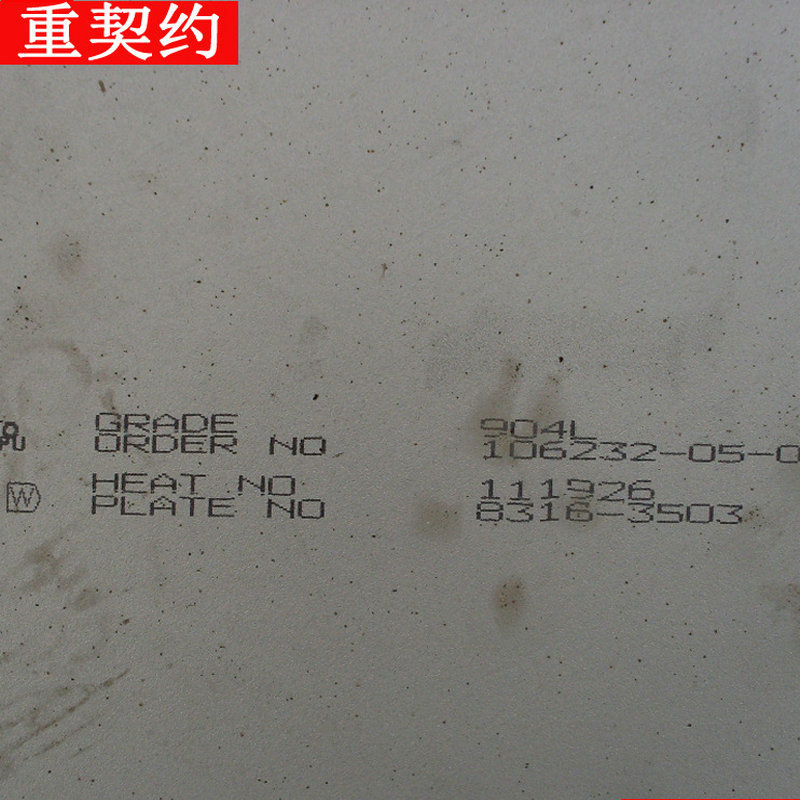 重契约
GRADE 904L
ORDER NO 106232-05-0
HEAT NO 111926
W
PLATE NO 8316-3503